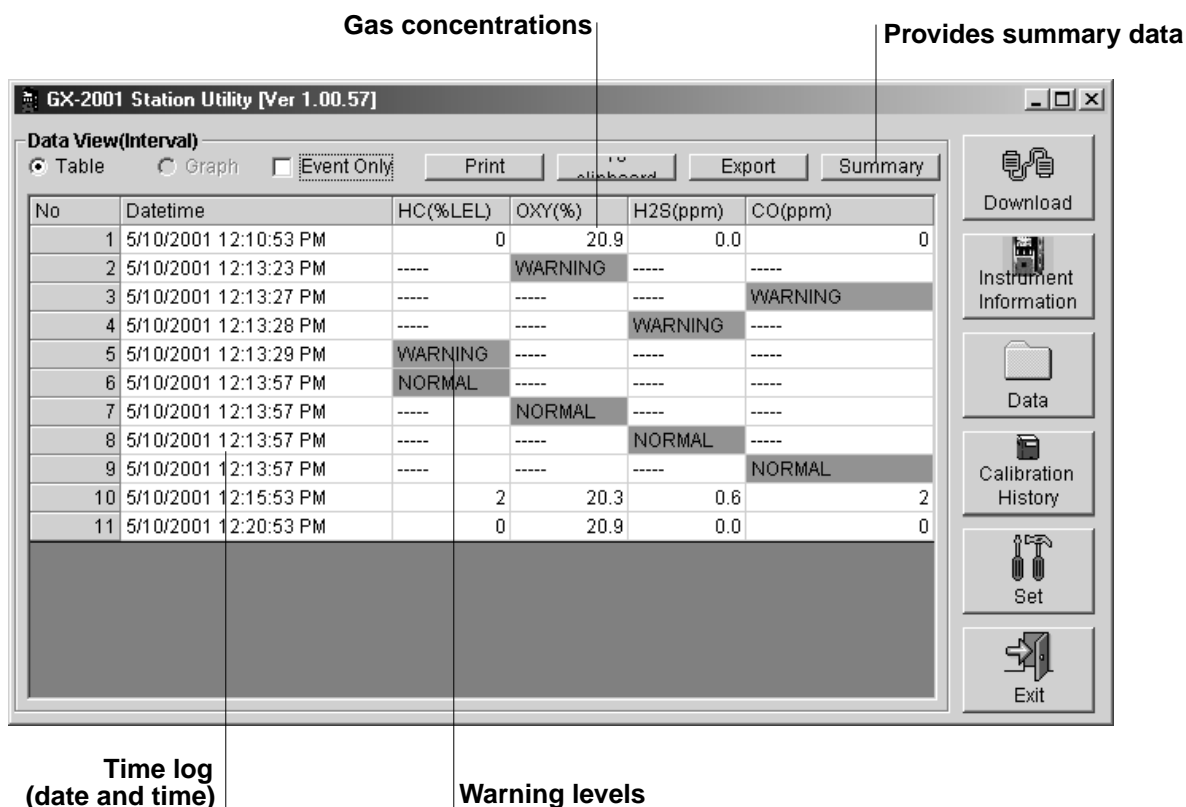 Gas concentrations
Provides summary data
GX-2001 Station Utility [Ver 1.00.57]
Data View(Interval)
Table Graph Event Only Print Export Summary
Download
No Datetime HC(%LEL) OXY(%) H2S(ppm) CO(ppm)
1 5/10/2001 12:10:53 PM 0 20.9 0.0 0
2 5/10/2001 12:13:23 PM ----- WARNING ----- -----
3 5/10/2001 12:13:27 PM ----- ----- ----- WARNING
4 5/10/2001 12:13:28 PM ----- ----- WARNING -----
5 5/10/2001 12:13:29 PM WARNING ----- ----- -----
6 5/10/2001 12:13:57 PM NORMAL ----- ----- -----
7 5/10/2001 12:13:57 PM ----- NORMAL ----- -----
8 5/10/2001 12:13:57 PM ----- ----- NORMAL -----
9 5/10/2001 12:13:57 PM ----- ----- ----- NORMAL
10 5/10/2001 12:15:53 PM 2 20.3 0.6 2
11 5/10/2001 12:20:53 PM 0 20.9 0.0 0
Instrument
Information
Data
Calibration
History
Set
Exit
Time log
(date and time)
Warning levels